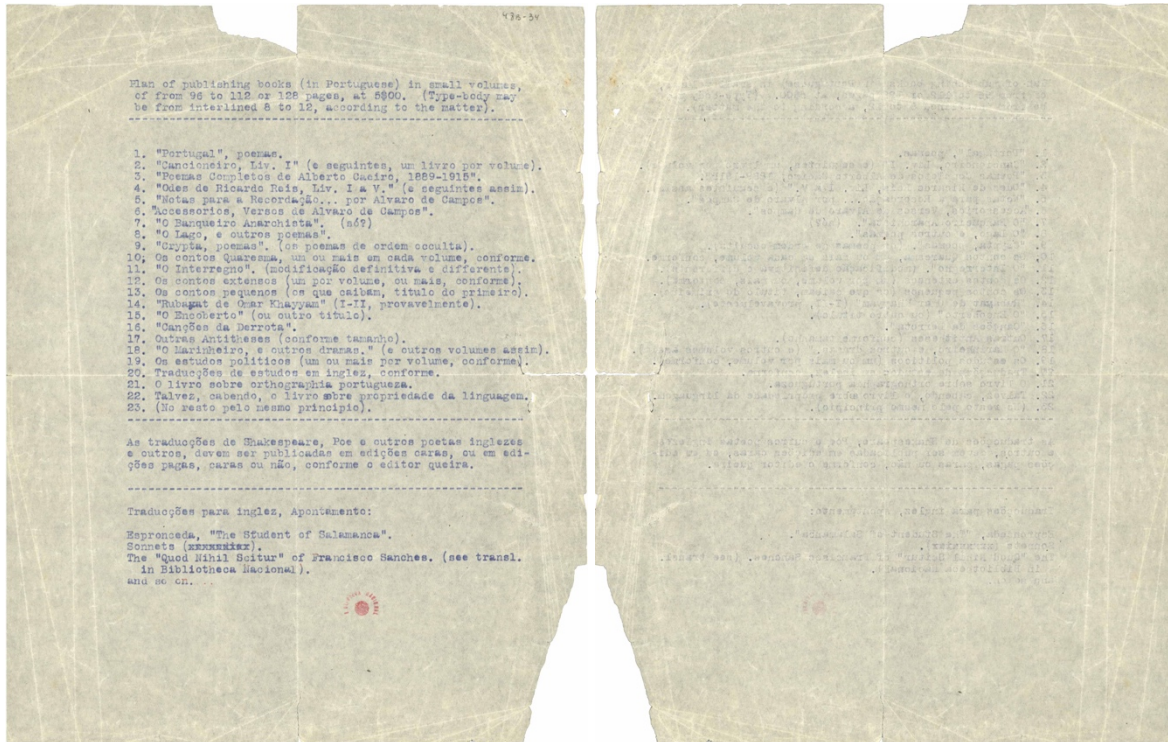 48B-34
Plan of publishing books (in Portuguese) in small volumes,
of from 96 to 112 or 128 pages, at 5$00. (Type-body may
be from interlined 8 to 12, according to the matter).
1. "Portugal", poemas.
2. "Cancioneiro, Liv. I" (e seguintes, um livro por volume).
3. "Poemas Completos de Alberto Caeiro, 1889-1915".
4. "Odes de Ricardo Reis, Liv. I a V." (e seguintes assim).
5. "Notas para a Recordação... por Alvaro de Campos".
6. "Accessorios, Versos de Alvaro de Campos".
7. "O Banqueiro Anarchista". (nó?)
8. "O Lago, e outros poemas".
9. "Crypta, poemas". (os poemas de ordem occulta).
10. Os contos Quaresma, um ou mais em cada volume, conforme.
11. "O Interregno". (modificação definitiva e differente).
12. Os contos extensos (um por volume, ou mais, conforme).
13. Os contos pequenos (os que caibam, titulo do primeiro).
14. "Rubayat de Omar Khayyam" (I-II, provavelmente).
15. "O Encoberto" (ou outro titulo).
16. "Canções da Derrota".
17. Outras Antitheses (conforme tamanho).
18. "O Marinheiro, e outros dramas." (e outros volumes assim).
19. Os estudos politicos (um ou mais por volume, conforme).
20. Traducções de estudos em inglez, conforme.
21. O livro sobre orthographia portugueza.
22. Talvez, cabendo, o livro sobre propriedade da linguagem.
23. (No resto pelo mesmo principio).
As traducções de Shakespeare, Poe e outros poetas inglezes
e outros, devem ser publicadas em edições caras, ou em edi-
ções pagas, caras ou não, conforme o editor queira.
Traducções para inglez, Apontamento:
Espronceda, "The Student of Salamanca".
Sonnets (xxxxxxxxx).
The "Quod Nihil Scitur" of Francisco Sanches. (see transl.
in Bibliotheca Nacional).
and so on...